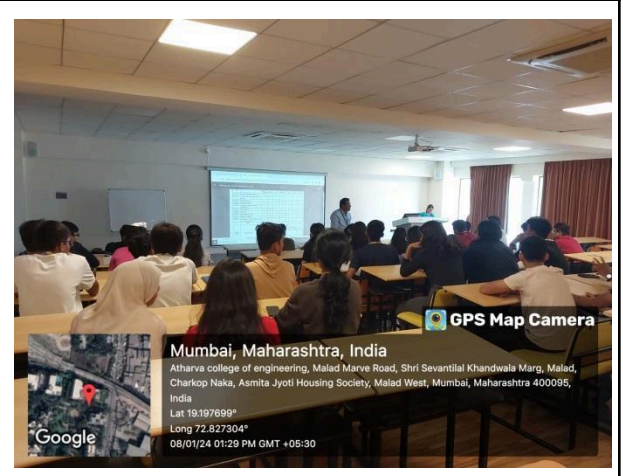 GPS Map Camera
Mumbai, Maharashtra, India
Atharva college of engineering, Malad Marve Road, Shri Sevantilal Khandwala Marg, Malad,
Charkop Naka, Asmita Jyoti Housing Society, Malad West, Mumbai, Maharashtra 400095,
India
Lat 19.197699°
Long 72.827304°
08/01/24 01:29 PM GMT +05:30
Google